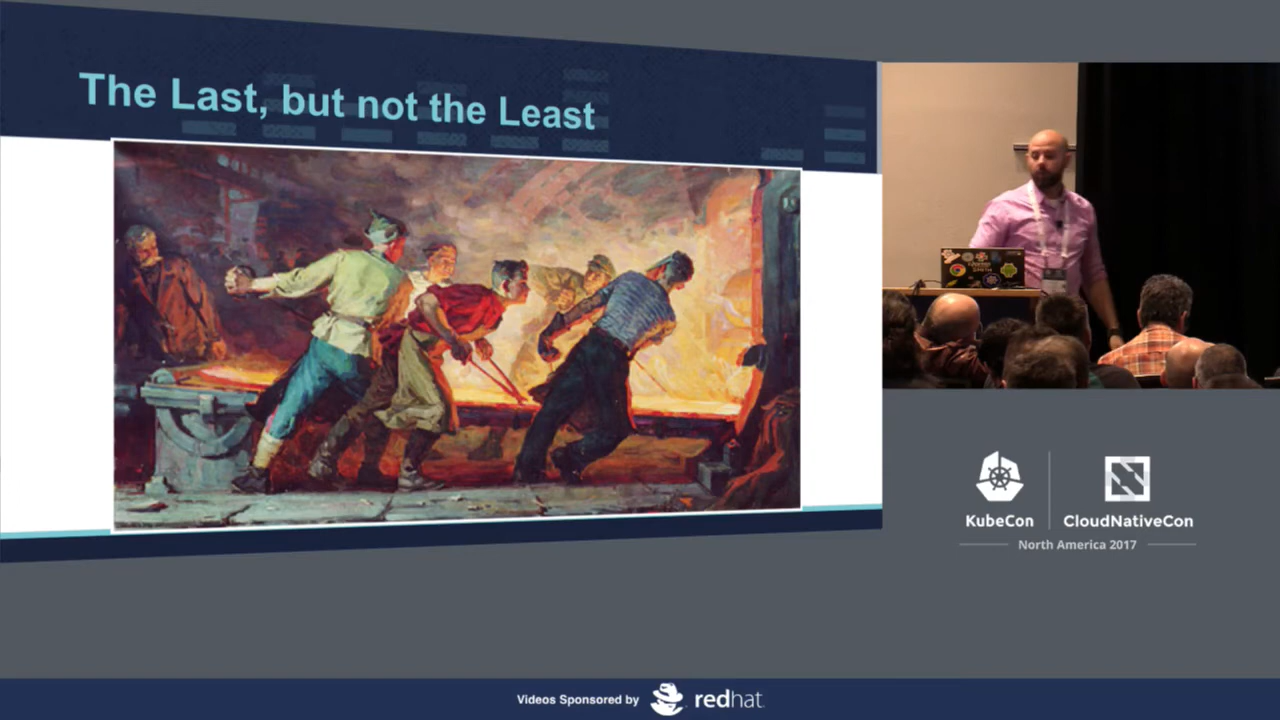 The Last, but not the Least
KubeCon
CloudNativeCon
North America 2017
Videos Sponsored by
redhat